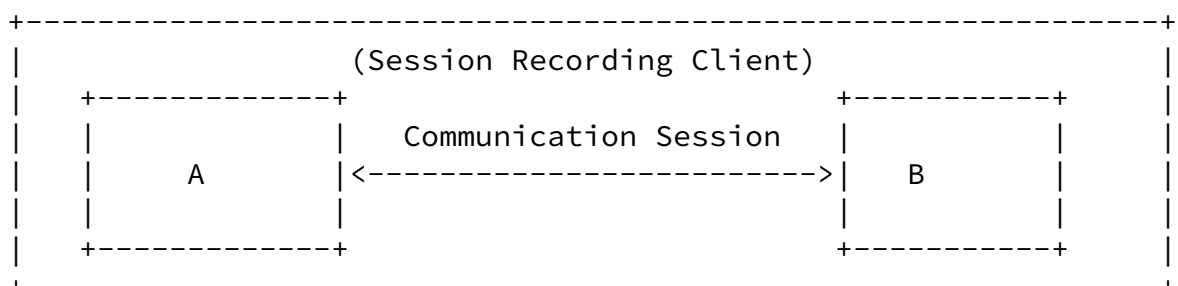 +---------------------------------------------------------------+
|                  (Session Recording Client)                   |
|   +-------------+                           +-----------+     |
|   |             |   Communication Session   |           |     |
|   |     A       |<------------------------->|   B       |     |
|   |             |                           |           |     |
|   +-------------+                           +-----------+     |